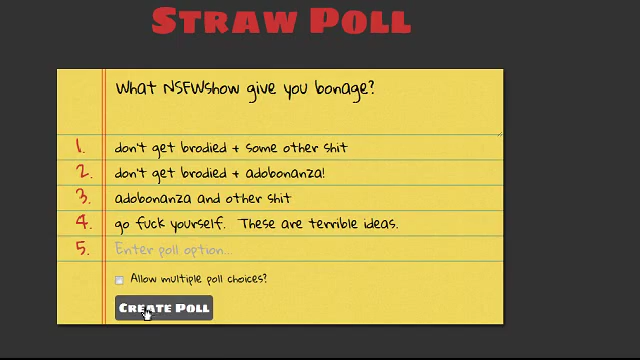 Straw Poll
What NSFWshow give you bonage?
1. don't get brodied + some other shit
2. don't get brodied + adobonanza!
3. adobonanza and other shit
4. go fuck yourself. These are terrible ideas.
5. Enter poll option...
Allow multiple poll choices?
Create Poll